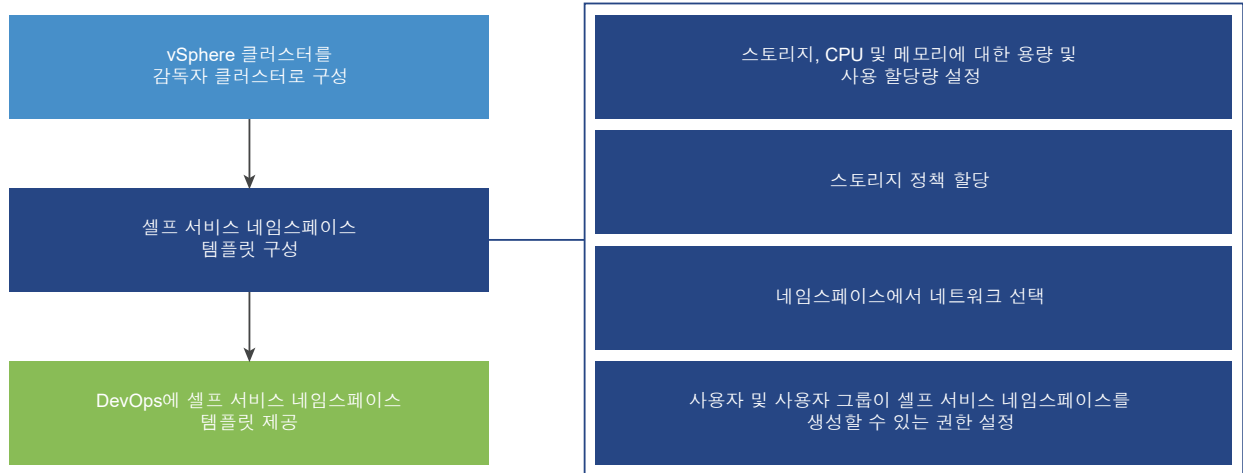 vSphere 클러스터를
감독자 클러스터로 구성
셀프 서비스 네임스페이스
템플릿 구성
DevOps에 셀프 서비스 네임스페이스
템플릿 제공
스토리지, CPU 및 메모리에 대한 용량 및
사용 할당량 설정
스토리지 정책 할당
네임스페이스에서 네트워크 선택
사용자 및 사용자 그룹이 셀프 서비스 네임스페이스를
생성할 수 있는 권한 설정